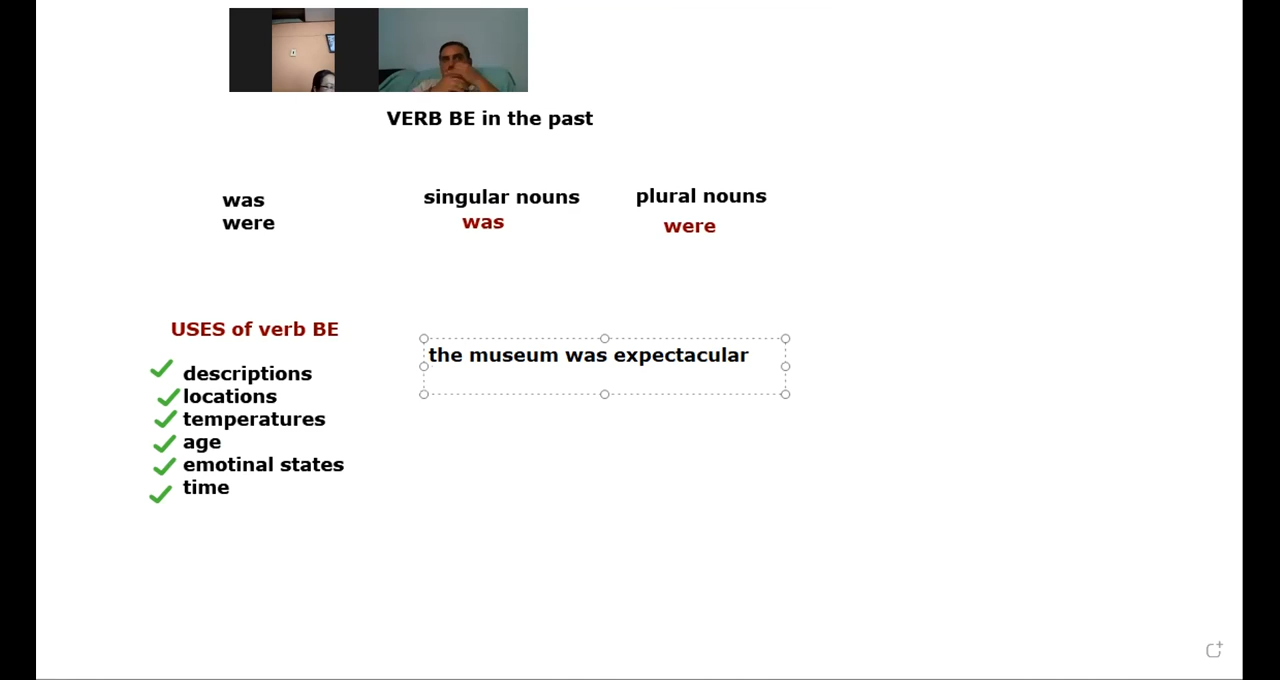 VERB BE in the past
was
were
singular nouns
was
plural nouns
were
USES of verb BE
descriptions
locations
temperatures
age
emotinal states
time
the museum was expectacular